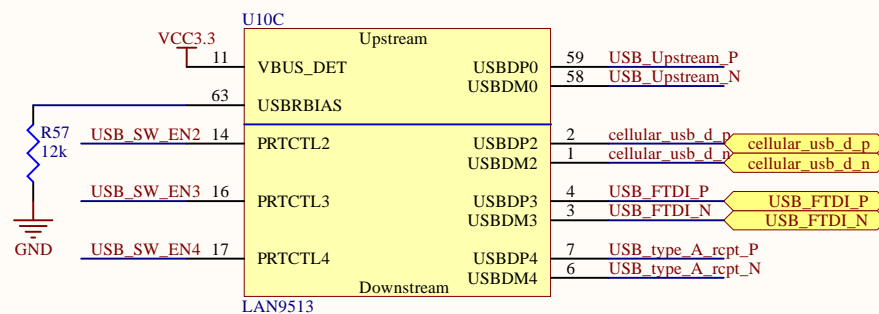 U10C
VCC3.3
Upstream
11 VBUS_DET USBDP0 59 USB_Upstream_P
USBDM0 58 USB_Upstream_N
63 USBRBIAS
R57
12k
USB_SW_EN2 14 PRTCTL2 USBDP2 2 cellular_usb_d_p cellular_usb_d_p
USBDM2 1 cellular_usb_d_n cellular_usb_d_n
USB_SW_EN3 16 PRTCTL3 USBDP3 4 USB_FTDI_P USB_FTDI_P
USBDM3 3 USB_FTDI_N USB_FTDI_N
GND
USB_SW_EN4 17 PRTCTL4 USBDP4 7 USB_type_A_rcpt_P
USBDM4 6 USB_type_A_rcpt_N
Downstream
LAN9513